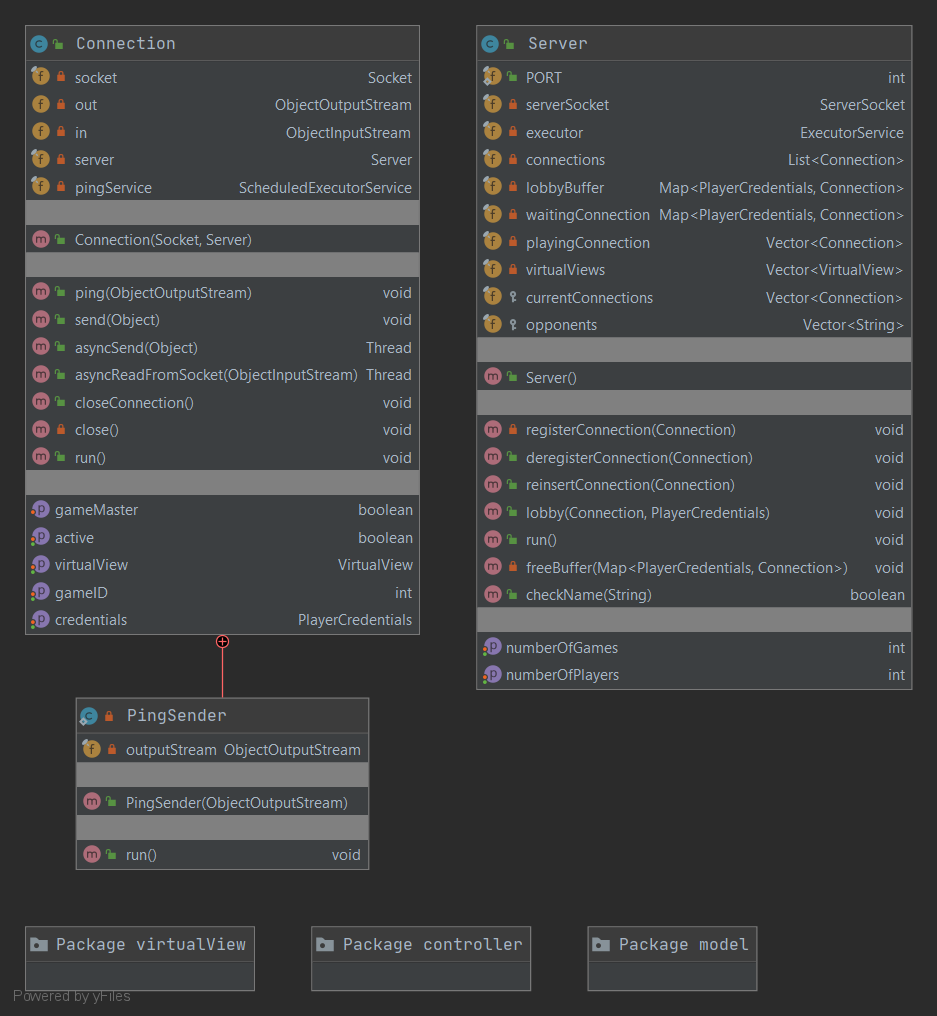 Connection
socket Socket
out ObjectOutputStream
in ObjectInputStream
server Server
pingService ScheduledExecutorService
Connection(Socket, Server)
ping(ObjectOutputStream) void
send(Object) void
asyncSend(Object) Thread
asyncReadFromSocket(ObjectInputStream) Thread
closeConnection() void
close() void
run() void
gameMaster boolean
active boolean
virtualView VirtualView
gameID int
credentials PlayerCredentials
Server
PORT int
serverSocket ServerSocket
executor ExecutorService
connections List<Connection>
lobbyBuffer Map<PlayerCredentials, Connection>
waitingConnection Map<PlayerCredentials, Connection>
playingConnection Vector<Connection>
virtualViews Vector<VirtualView>
currentConnections Vector<Connection>
opponents Vector<String>
Server()
registerConnection(Connection) void
deregisterConnection(Connection) void
reinsertConnection(Connection) void
lobby(Connection, PlayerCredentials) void
run() void
freeBuffer(Map<PlayerCredentials, Connection>) void
checkName(String) boolean
numberOfGames int
numberOfPlayers int
PingSender
outputStream ObjectOutputStream
PingSender(ObjectOutputStream)
run() void
Package virtualView
Package controller
Package model
Powered by yFiles